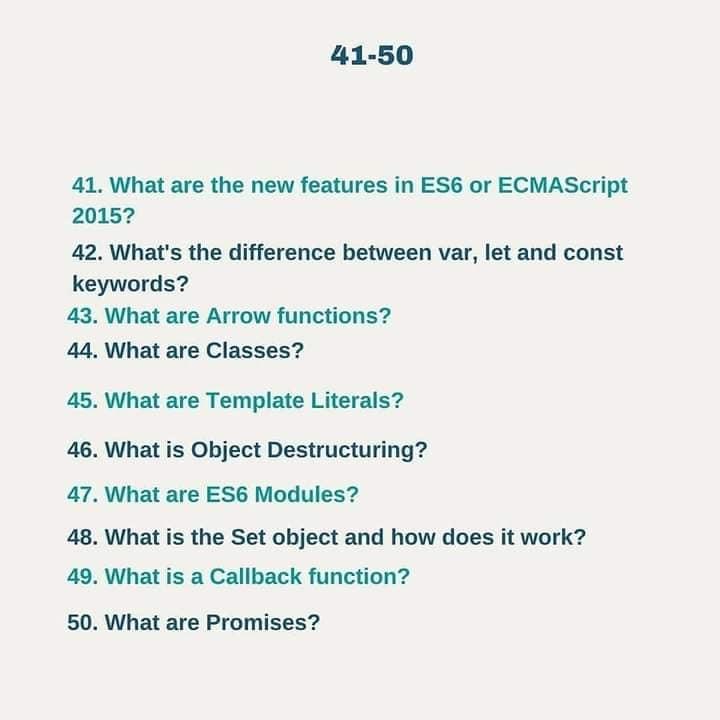 41-50
41. What are the new features in ES6 or ECMAScript
2015?
42. What's the difference between var, let and const
keywords?
43. What are Arrow functions?
44. What are Classes?
45. What are Template Literals?
46. What is Object Destructuring?
47. What are ES6 Modules?
48. What is the Set object and how does it work?
49. What is a Callback function?
50. What are Promises?